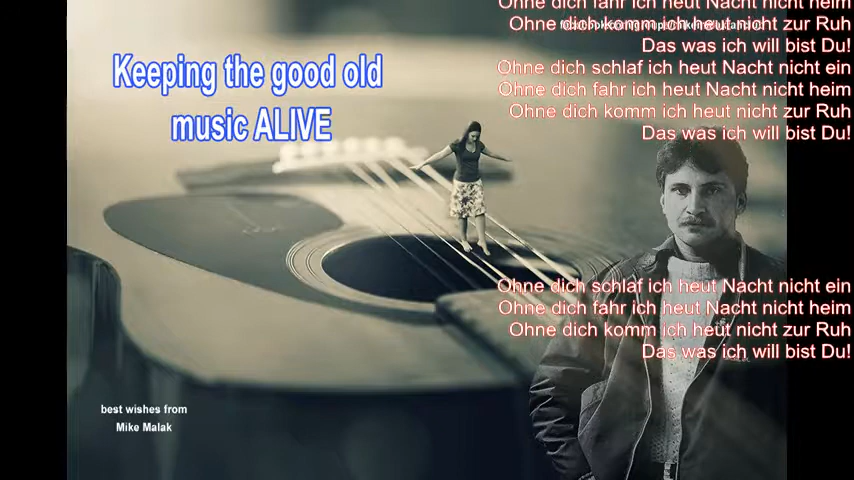 Ohne dich fahr ich heut Nacht nicht heim
Ohne dich komm ich heut nicht zur Ruh
Das was ich will bist Du!
Ohne dich schlaf ich heut Nacht nicht ein
Ohne dich fahr ich heut Nacht nicht heim
Ohne dich komm ich heut nicht zur Ruh
Das was ich will bist Du!
Keeping the good old
music ALIVE
Ohne dich schlaf ich heut Nacht nicht ein
Ohne dich fahr ich heut Nacht nicht heim
Ohne dich komm ich heut nicht zur Ruh
Das was ich will bist Du!
best wishes from
Mike Malak